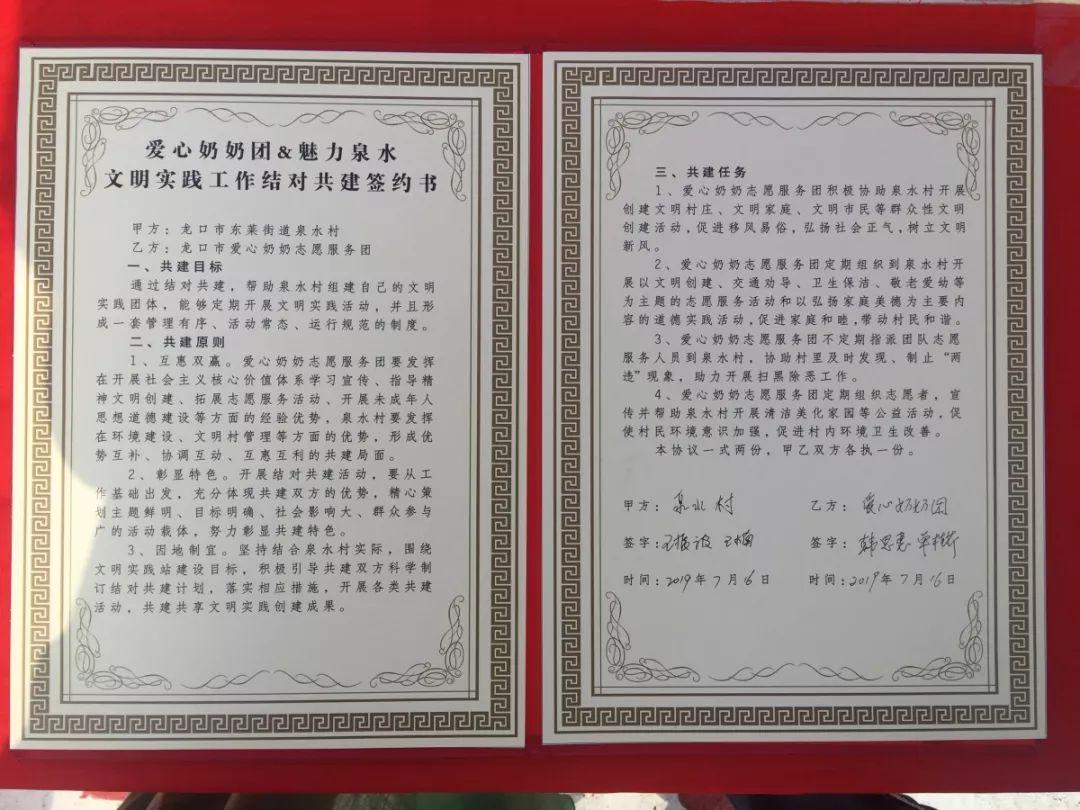 爱心奶奶团&魅力泉水
文明实践工作结对共建签约书
甲方：龙口市东莱街道泉水村
乙方：龙口市爱心奶奶志愿服务团
一、共建目标
通过结对共建，帮助泉水村组建自己的文明
实践团体，能够定期开展文明实践活动，并且形
成一套管理有序、活动常态、运行规范的制度。
二、共建原则
1、互惠双赢。爱心奶奶志愿服务团要发挥
在开展社会主义核心价值体系学习宣传、指导精
神文明创建、拓展志愿服务活动、开展未成年人
思想道德建设等方面的经验优势，泉水村要发挥
在环境建设、文明村管理等方面的优势，形成优
势互补、协调互动、互惠互利的共建局面。
2、彰显特色。开展结对共建活动，要从工
作基础出发，充分体现共建双方的优势，精心策
划主题鲜明、目标明确、社会影响大、群众参与
广的活动载体，努力彰显共建特色。
3、因地制宜。坚持结合泉水村实际，围绕
文明实践站建设目标，积极引导共建双方科学制
订结对共建计划，落实相应措施，开展各类共建
活动，共建共享文明实践创建成果。
三、共建任务
1、爱心奶奶志愿服务团积极协助泉水村开展
创建文明村庄、文明家庭、文明市民等群众性文明
创建活动，促进移风易俗，弘扬社会正气，树立文明
新风。
2、爱心奶奶志愿服务团定期组织到泉水村开
展以文明创建、交通劝导、卫生保洁、敬老爱幼等
为主题的志愿服务活动和以弘扬家庭美德为主要内
容的道德实践活动，促进家庭和睦，带动村民和谐。
3、爱心奶奶志愿服务团不定期指派团队志愿
服务人员到泉水村，协助村里及时发现、制止“两
违”现象，助力开展扫黑除恶工作。
4、爱心奶奶志愿服务团定期组织志愿者，宣
传并帮助泉水村开展清洁美化家园等公益活动，促
使村民环境意识加强，促进村内环境卫生改善。
本协议一式两份，甲乙双方各执一份。
甲方：泉水村 乙方：爱心奶奶团
签字： 签字：韩思惠
时间：2019年7月16日 时间：2019年7月16日